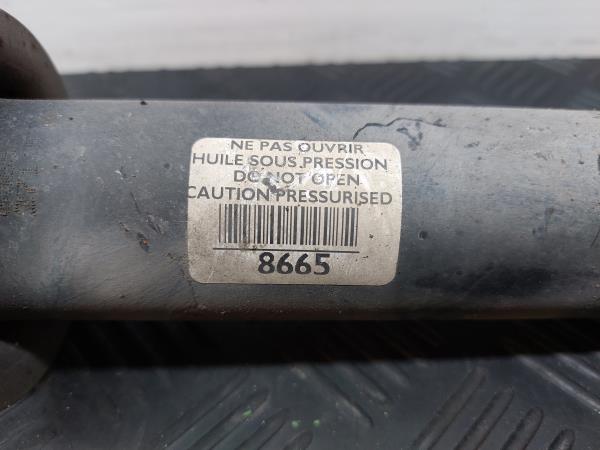 NE PAS OUVRIR
HUILE SOUS PRESSION
DO NOT OPEN
CAUTION PRESSURISED
8665